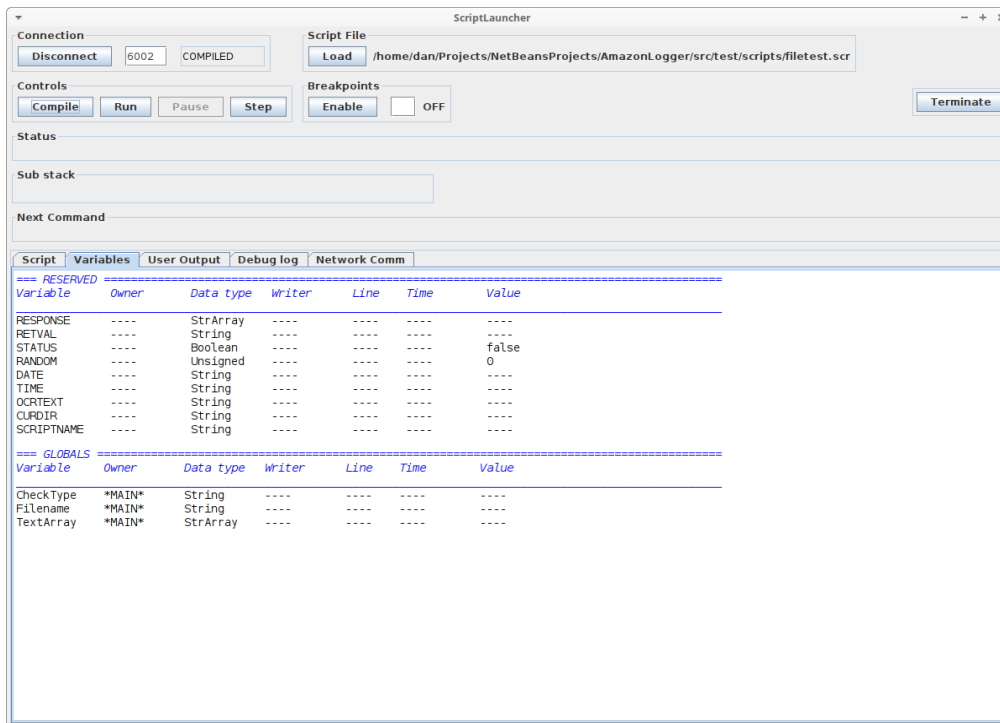 ScriptLauncher
Connection
Disconnect 6002 COMPILED
Script File
Load /home/dan/Projects/NetBeansProjects/AmazonLogger/src/test/scripts/filetest.scr
Controls
Compile Run Pause Step
Breakpoints
Enable OFF
Terminate
Status
Sub stack
Next Command
Script Variables User Output Debug log Network Comm
=== RESERVED ============================================================================================
Variable Owner Data type Writer Line Time Value
RESPONSE ---- StrArray ---- ---- ---- ----
RETVAL ---- String ---- ---- ---- ----
STATUS ---- Boolean ---- ---- ---- false
RANDOM ---- Unsigned ---- ---- ---- 0
DATE ---- String ---- ---- ---- ----
TIME ---- String ---- ---- ---- ----
OCRTEXT ---- String ---- ---- ---- ----
CURDIR ---- String ---- ---- ---- ----
SCRIPTNAME ---- String ---- ---- ---- ----
=== GLOBALS =============================================================================================
Variable Owner Data type Writer Line Time Value
CheckType *MAIN* String ---- ---- ---- ----
Filename *MAIN* String ---- ---- ---- ----
TextArray *MAIN* StrArray ---- ---- ---- ----